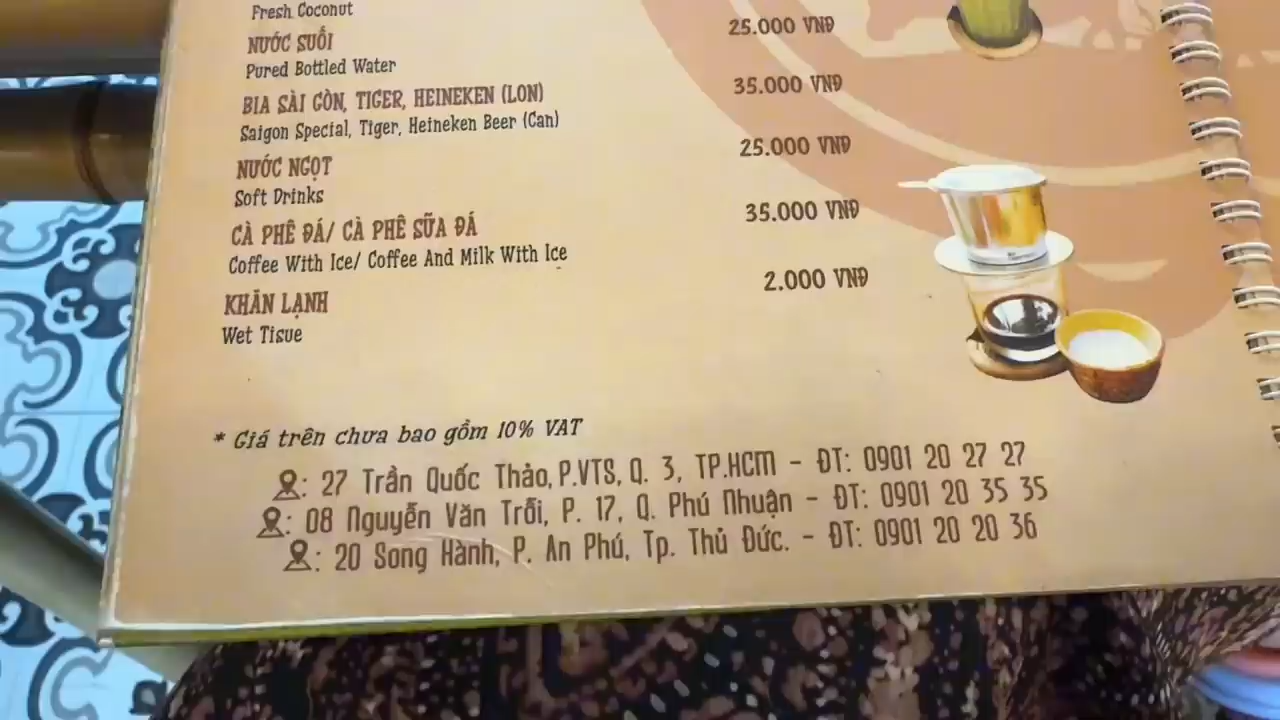 Fresh Coconut
NƯỚC SUỐI
25.000 VNĐ
Pured Bottled Water
BIA SÀI GÒN, TIGER, HEINEKEN (LON)
35.000 VNĐ
Saigon Special, Tiger, Heineken Beer (Can)
NƯỚC NGỌT
25.000 VNĐ
Soft Drinks
CÀ PHÊ ĐÁ/ CÀ PHÊ SỮA ĐÁ
35.000 VNĐ
Coffee With Ice/ Coffee And Milk With Ice
KHĂN LẠNH
2.000 VNĐ
Wet Tisue
* Giá trên chưa bao gồm 10% VAT
: 27 Trần Quốc Thảo, P.VTS, Q. 3, TP.HCM - ĐT: 0901 20 27 27
: 08 Nguyễn Văn Trỗi, P. 17, Q. Phú Nhuận - ĐT: 0901 20 35 35
: 20 Song Hành, P. An Phú, Tp. Thủ Đức. - ĐT: 0901 20 20 36